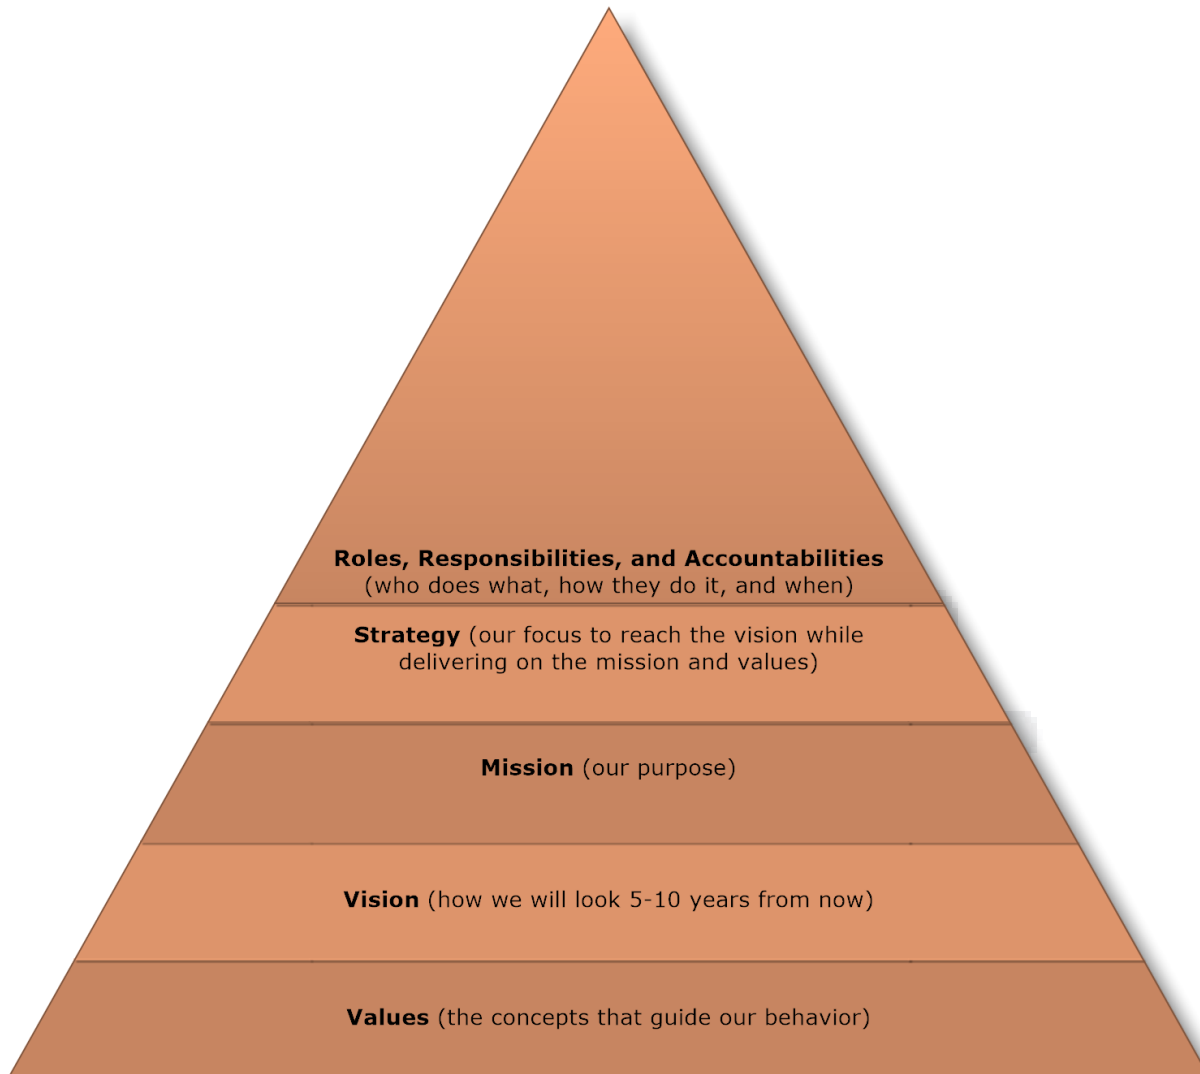 Roles, Responsibilities, and Accountabilities
(who does what, how they do it, and when)
Strategy (our focus to reach the vision while
delivering on the mission and values)
Mission (our purpose)
Vision (how we will look 5-10 years from now)
Values (the concepts that guide our behavior)